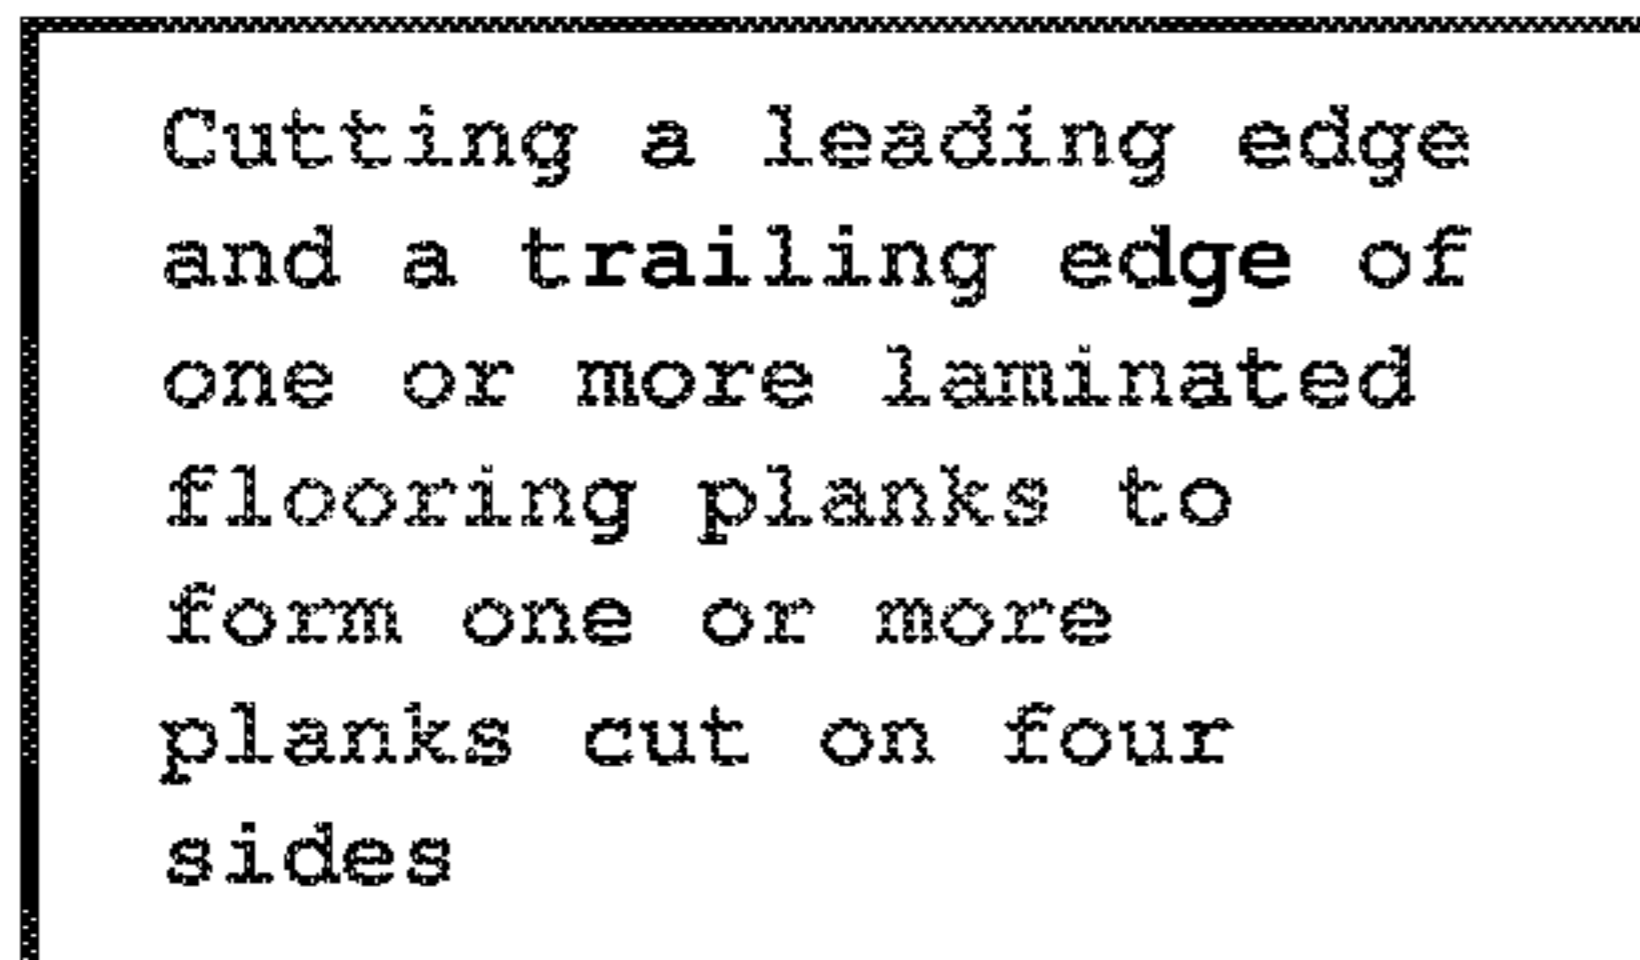 Cutting a leading edge
and a trailing edge of
one or more laminated
flooring planks to
form one or more
planks cut on four
sides